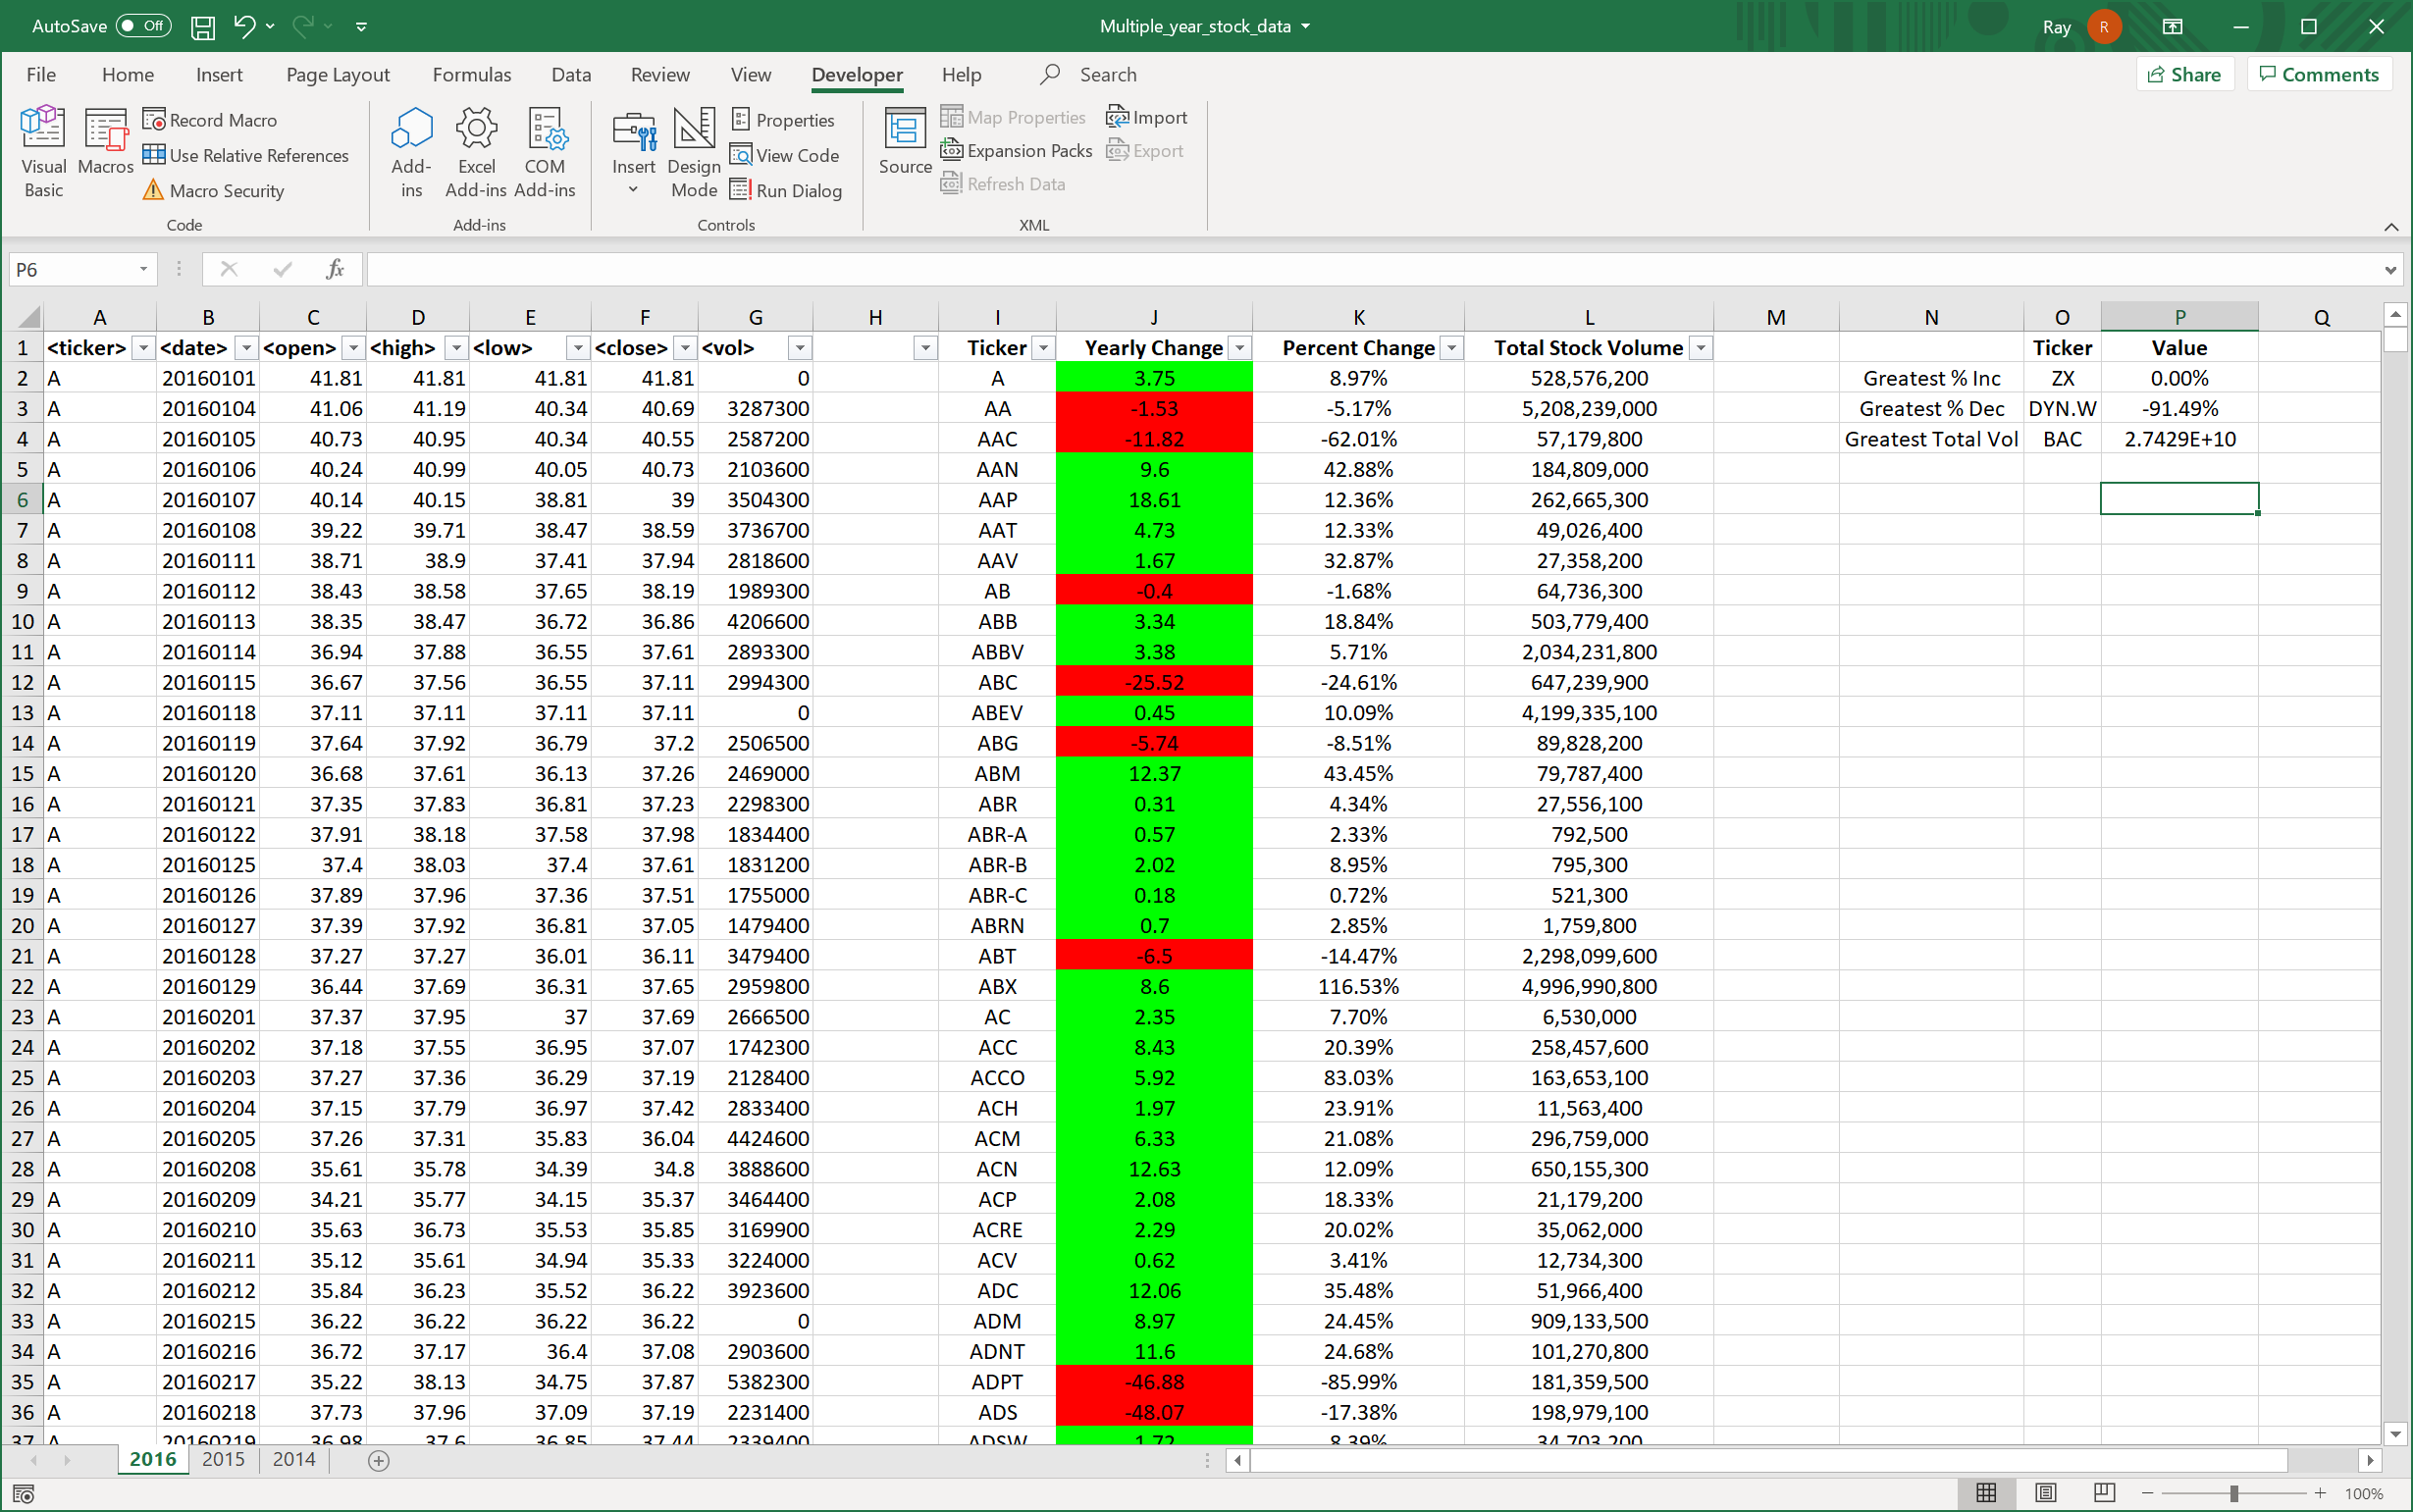 AutoSave Off Multiple_year_stock_data Ray R
File Home Insert Page Layout Formulas Data Review View Developer Help Search Share Comments
Visual Basic Macros Record Macro Use Relative References Macro Security
Add-ins Excel Add-ins COM Add-ins
Insert Design Mode Properties View Code Run Dialog
Source Map Properties Expansion Packs Refresh Data Import Export
Code Add-ins Controls XML
P6 fx
A B C D E F G H I J K L M N O P Q
1 <ticker> <date> <open> <high> <low> <close> <vol> Ticker Yearly Change Percent Change Total Stock Volume Ticker Value
2 A 20160101 41.81 41.81 41.81 41.81 0 A 3.75 8.97% 528,576,200 Greatest % Inc ZX 0.00%
3 A 20160104 41.06 41.19 40.34 40.69 3287300 AA -1.53 -5.17% 5,208,239,000 Greatest % Dec DYN.W -91.49%
4 A 20160105 40.73 40.95 40.34 40.55 2587200 AAC -11.82 -62.01% 57,179,800 Greatest Total Vol BAC 2.7429E+10
5 A 20160106 40.24 40.99 40.05 40.73 2103600 AAN 9.6 42.88% 184,809,000
6 A 20160107 40.14 40.15 38.81 39 3504300 AAP 18.61 12.36% 262,665,300
7 A 20160108 39.22 39.71 38.47 38.59 3736700 AAT 4.73 12.33% 49,026,400
8 A 20160111 38.71 38.9 37.41 37.94 2818600 AAV 1.67 32.87% 27,358,200
9 A 20160112 38.43 38.58 37.65 38.19 1989300 AB -0.4 -1.68% 64,736,300
10 A 20160113 38.35 38.47 36.72 36.86 4206600 ABB 3.34 18.84% 503,779,400
11 A 20160114 36.94 37.88 36.55 37.61 2893300 ABBV 3.38 5.71% 2,034,231,800
12 A 20160115 36.67 37.56 36.55 37.11 2994300 ABC -25.52 -24.61% 647,239,900
13 A 20160118 37.11 37.11 37.11 37.11 0 ABEV 0.45 10.09% 4,199,335,100
14 A 20160119 37.64 37.92 36.79 37.2 2506500 ABG -5.74 -8.51% 89,828,200
15 A 20160120 36.68 37.61 36.13 37.26 2469000 ABM 12.37 43.45% 79,787,400
16 A 20160121 37.35 37.83 36.81 37.23 2298300 ABR 0.31 4.34% 27,556,100
17 A 20160122 37.91 38.18 37.58 37.98 1834400 ABR-A 0.57 2.33% 792,500
18 A 20160125 37.4 38.03 37.4 37.61 1831200 ABR-B 2.02 8.95% 795,300
19 A 20160126 37.89 37.96 37.36 37.51 1755000 ABR-C 0.18 0.72% 521,300
20 A 20160127 37.39 37.92 36.81 37.05 1479400 ABRN 0.7 2.85% 1,759,800
21 A 20160128 37.27 37.27 36.01 36.11 3479400 ABT -6.5 -14.47% 2,298,099,600
22 A 20160129 36.44 37.69 36.31 37.65 2959800 ABX 8.6 116.53% 4,996,990,800
23 A 20160201 37.37 37.95 37 37.69 2666500 AC 2.35 7.70% 6,530,000
24 A 20160202 37.18 37.55 36.95 37.07 1742300 ACC 8.43 20.39% 258,457,600
25 A 20160203 37.27 37.36 36.29 37.19 2128400 ACCO 5.92 83.03% 163,653,100
26 A 20160204 37.15 37.79 36.97 37.42 2833400 ACH 1.97 23.91% 11,563,400
27 A 20160205 37.26 37.31 35.83 36.04 4424600 ACM 6.33 21.08% 296,759,000
28 A 20160208 35.61 35.78 34.39 34.8 3888600 ACN 12.63 12.09% 650,155,300
29 A 20160209 34.21 35.77 34.15 35.37 3464400 ACP 2.08 18.33% 21,179,200
30 A 20160210 35.63 36.73 35.53 35.85 3169900 ACRE 2.29 20.02% 35,062,000
31 A 20160211 35.12 35.61 34.94 35.33 3224000 ACV 0.62 3.41% 12,734,300
32 A 20160212 35.84 36.23 35.52 36.22 3923600 ADC 12.06 35.48% 51,966,400
33 A 20160215 36.22 36.22 36.22 36.22 0 ADM 8.97 24.45% 909,133,500
34 A 20160216 36.72 37.17 36.4 37.08 2903600 ADNT 11.6 24.68% 101,270,800
35 A 20160217 35.22 38.13 34.75 37.87 5382300 ADPT -46.88 -85.99% 181,359,500
36 A 20160218 37.73 37.96 37.09 37.19 2231400 ADS -48.07 -17.38% 198,979,100
37 A 20160219 36.98 37.6 36.85 37.44 2339400 ADSW 1.72 8.39% 34,703,200
2016 2015 2014
100%